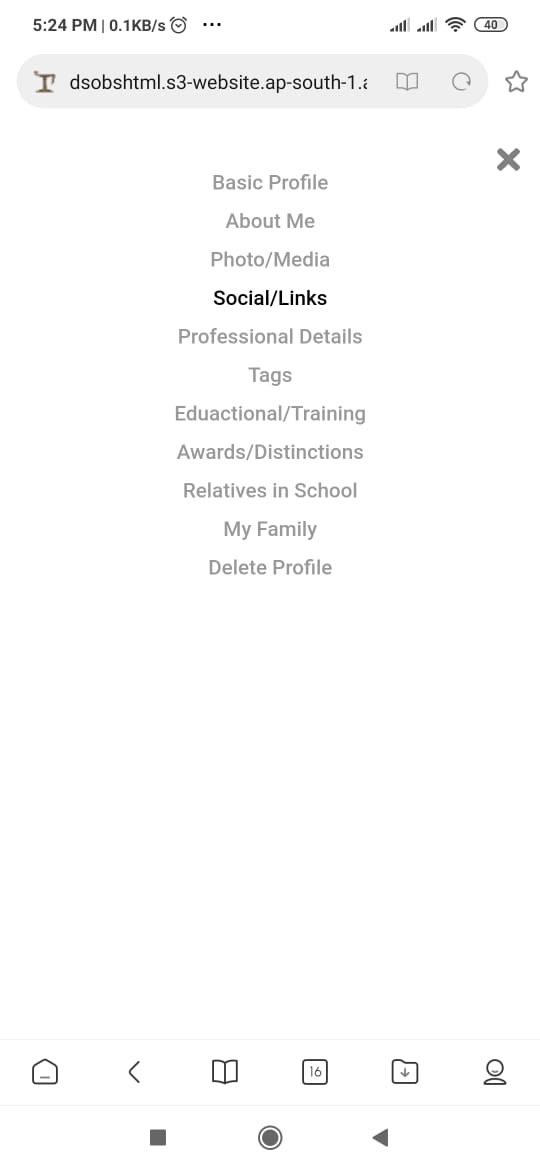 5:24 PM | 0.1KB/s ...
40
dsobshtml.s3-website.ap-south-1.a
Basic Profile
About Me
Photo/Media
Social/Links
Professional Details
Tags
Eduactional/Training
Awards/Distinctions
Relatives in School
My Family
Delete Profile
16